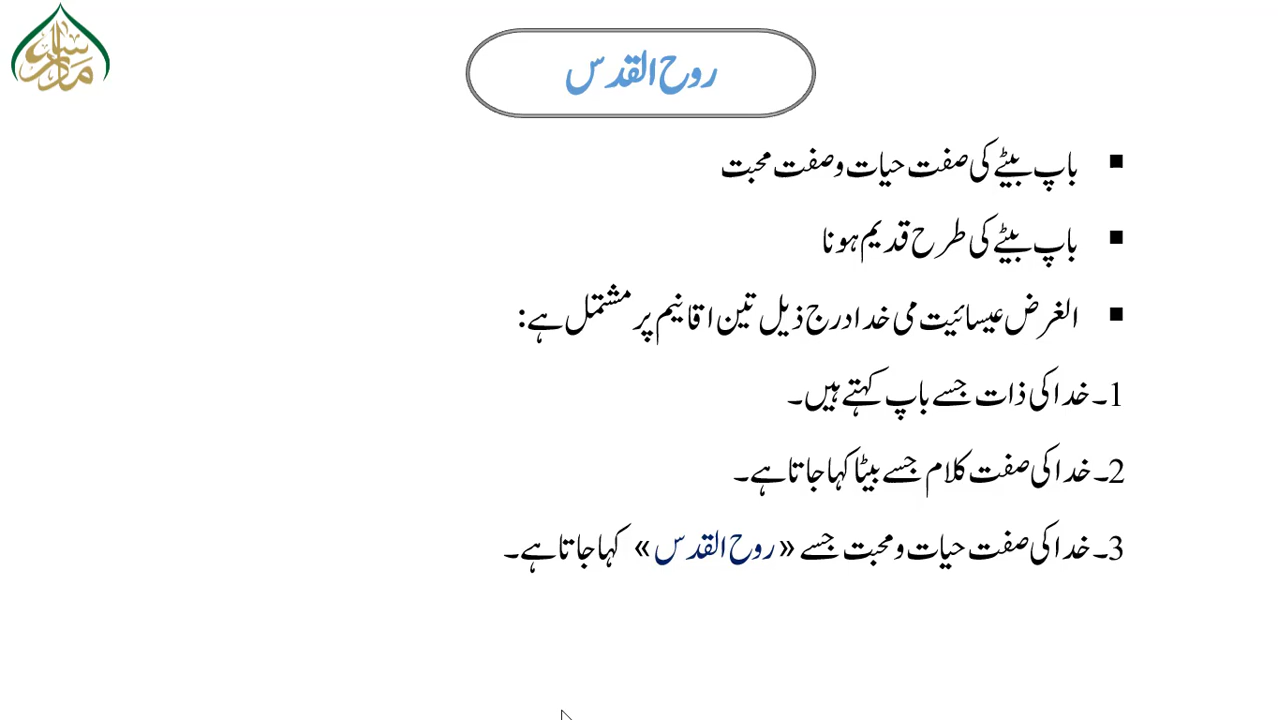 روح القدس
▪ باپ بیٹے کی صفت حیات و صفت محبت
▪ باپ بیٹے کی طرح قدیم ہونا
▪ الغرض عیسائیت می خدا درج ذیل تین اقانیم پر مشتمل ہے:
1۔ خدا کی ذات جسے باپ کہتے ہیں۔
2۔ خدا کی صفت کلام جسے بیٹا کہا جاتا ہے۔
3۔ خدا کی صفت حیات و محبت جسے «روح القدس» کہا جاتا ہے۔